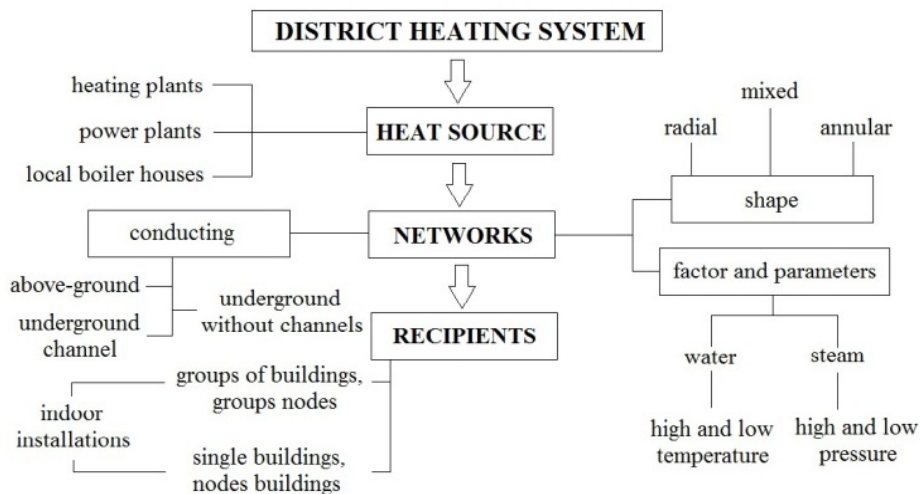 DISTRICT HEATING SYSTEM
heating plants
power plants
local boiler houses
HEAT SOURCE
mixed
radial
annular
shape
conducting
NETWORKS
factor and parameters
above-ground
underground
channel
underground
without channels
RECIPIENTS
water
steam
groups of buildings,
groups nodes
indoor
installations
single buildings,
nodes buildings
high and low
temperature
high and low
pressure